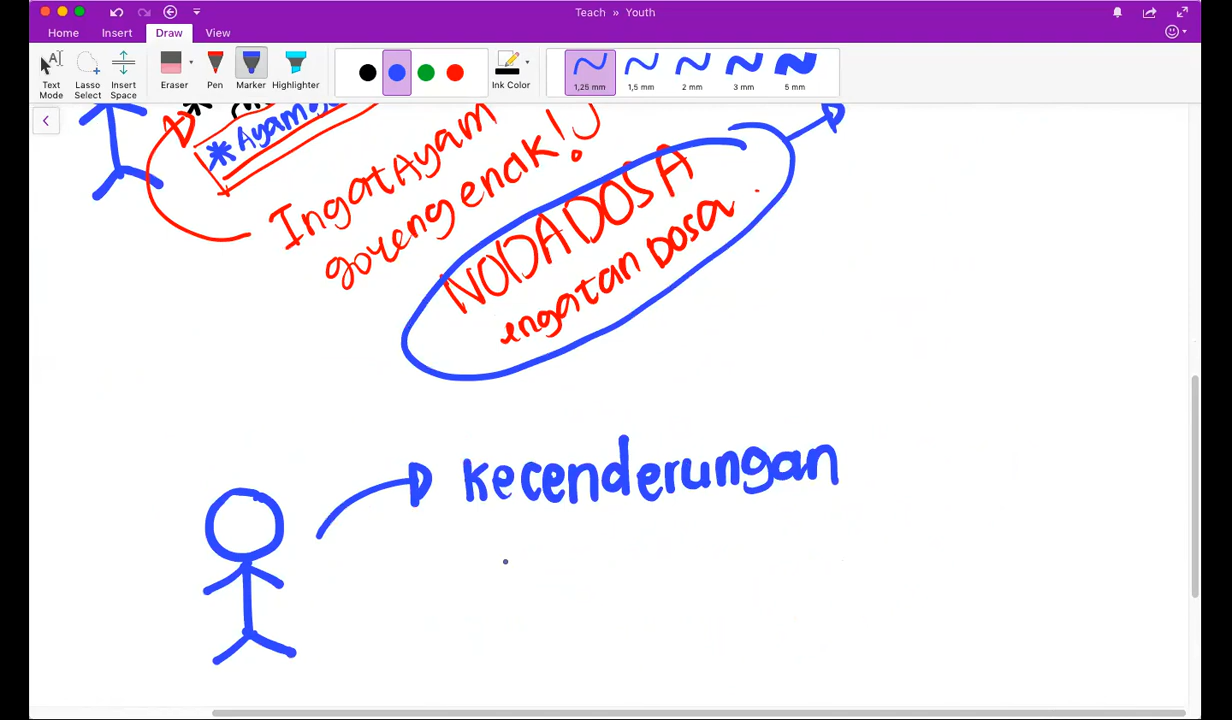 Teach » Youth
Home Insert Draw View
Text Mode
Lasso Select
Insert Space
Eraser
Pen
Marker
Highlighter
Ink Color
1,25 mm
1,5 mm
2 mm
3 mm
5 mm
Ingat Ayam
goreng enak!
NODA DOSA
ingatan Dosa
kecenderungan